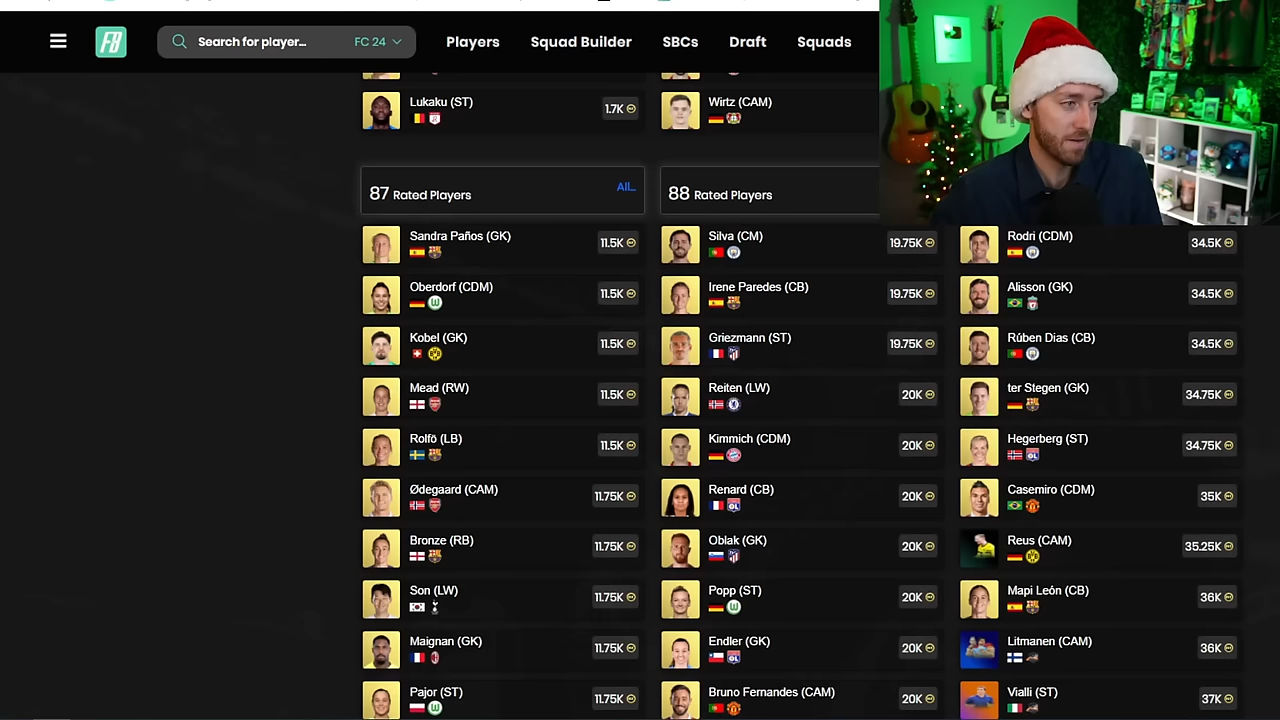 FB
Search for player...
FC 24
Players
Squad Builder
SBCs
Draft
Squads
Lukaku (ST)
1.7K
Wirtz (CAM)
87 Rated Players
All...
88 Rated Players
Sandra Paños (GK)
11.5K
Silva (CM)
19.75K
Rodri (CDM)
34.5K
Oberdorf (CDM)
11.5K
Irene Paredes (CB)
19.75K
Alisson (GK)
34.5K
Kobel (GK)
11.5K
Griezmann (ST)
19.75K
Rúben Dias (CB)
34.5K
Mead (RW)
11.5K
Reiten (LW)
20K
ter Stegen (GK)
34.75K
Rolfö (LB)
11.5K
Kimmich (CDM)
20K
Hegerberg (ST)
34.75K
Ødegaard (CAM)
11.75K
Renard (CB)
20K
Casemiro (CDM)
35K
Bronze (RB)
11.75K
Oblak (GK)
20K
Reus (CAM)
35.25K
Son (LW)
11.75K
Popp (ST)
20K
Mapi León (CB)
36K
Maignan (GK)
11.75K
Endler (GK)
20K
Litmanen (CAM)
36K
Pajor (ST)
11.75K
Bruno Fernandes (CAM)
20K
Vialli (ST)
37K